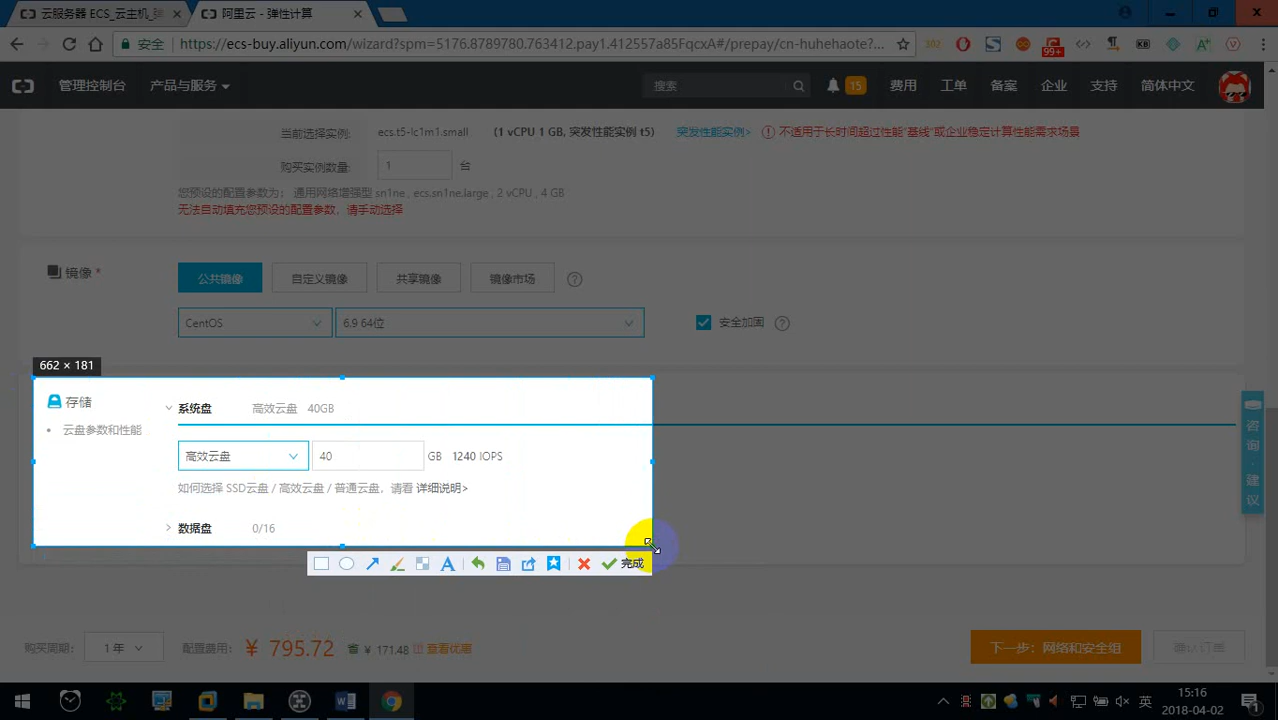 云服务器 ECS_云主机_弹
阿里云 - 弹性计算
安全 https://ecs-buy.aliyun.com/wizard?spm=5176.8789780.763412.pay1.412557a85FqcxA#/prepay/cn-huhehaote?...
302
99+
KB
管理控制台 产品与服务 搜索 15 费用 工单 备案 企业 支持 简体中文
当前选择实例: ecs.t5-lc1m1.small (1 vCPU 1 GB, 突发性能实例 t5) 突发性能实例> 不适用于长时间超过性能"基线"或企业稳定计算性能需求场景
购买实例数量: 1 台
您预设的配置参数为: 通用网络增强型 sn1ne , ecs.sn1ne.large , 2 vCPU , 4 GB
无法自动填充您预设的配置参数, 请手动选择
镜像 * 公共镜像 自定义镜像 共享镜像 镜像市场 ?
CentOS 6.9 64位 安全加固 ?
662 × 181
存储 系统盘 高效云盘 40GB
云盘参数和性能
高效云盘 40 GB 1240 IOPS
如何选择 SSD云盘 / 高效云盘 / 普通云盘, 请看 详细说明>
数据盘 0/16
咨询·建议
A 完成
购买周期: 1 年 配置费用: ¥ 795.72 省 ¥ 171.48 查看优惠 下一步: 网络和安全组 确认订单
英
15:16
2018-04-02
1